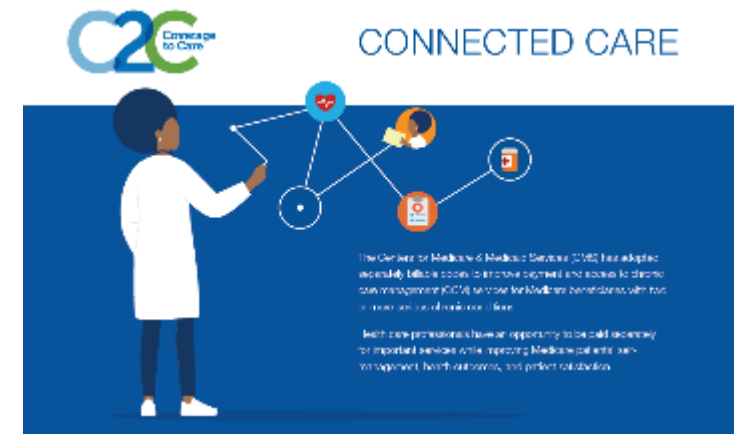 C2C Coverage
to Care
CONNECTED CARE
The Centers for Medicare & Medicaid Services (CMS) has adopted
separately billable codes to improve payment and access to chronic
care management (CCM) services for Medicare beneficiaries with two
or more serious chronic conditions.
Health care professionals have an opportunity to be paid separately
for important services while improving Medicare patients' self-
management, health outcomes, and patient satisfaction.